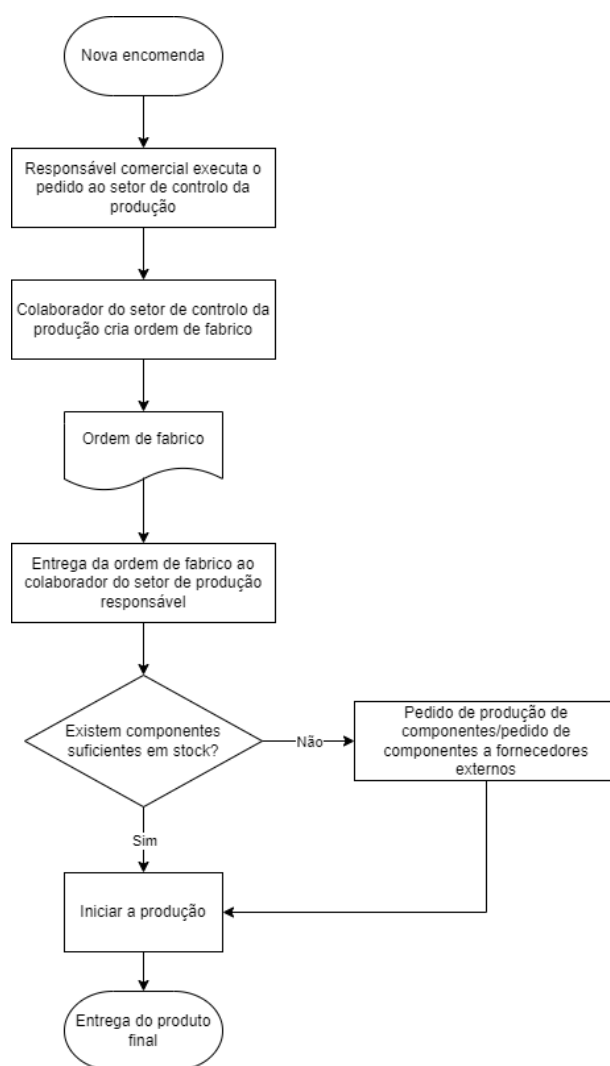 Nova encomenda
Responsável comercial executa o
pedido ao setor de controlo da
produção
Colaborador do setor de controlo da
produção cria ordem de fabrico
Ordem de fabrico
Entrega da ordem de fabrico ao
colaborador do setor de produção
responsável
Existem componentes
suficientes em stock?
Não
Pedido de produção de
componentes/pedido de
componentes a fornecedores
externos
Sim
Iniciar a produção
Entrega do produto
final